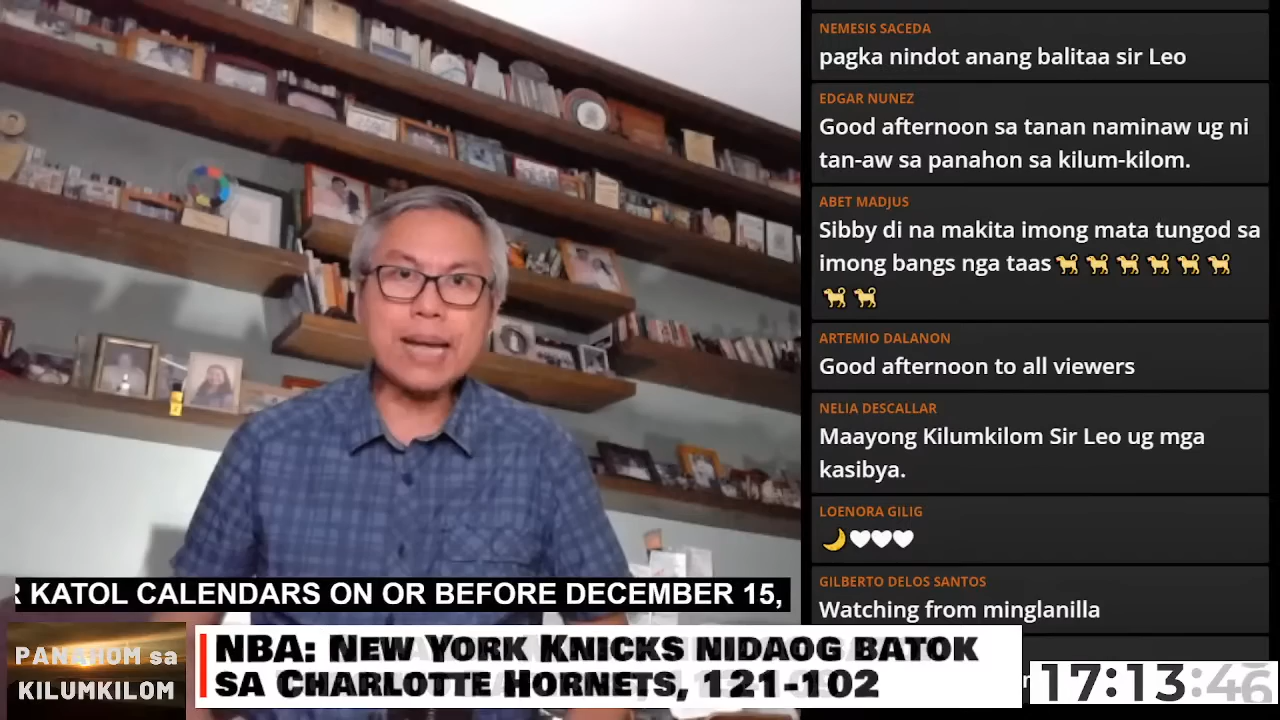 NEMESIS SACEDA
pagka nindot anang balitaa sir Leo
EDGAR NUNEZ
Good afternoon sa tanan naminaw ug ni
tan-aw sa panahon sa kilum-kilom.
ABET MADJUS
Sibby di na makita imong mata tungod sa
imong bangs nga taas🐕🐕🐕🐕🐕🐕
🐕🐕
ARTEMIO DALANON
Good afternoon to all viewers
NELIA DESCALLAR
Maayong Kilumkilom Sir Leo ug mga
kasibya.
LOENORA GILIG
🌙🤍🤍🤍
GILBERTO DELOS SANTOS
Watching from minglanilla
KATOL CALENDARS ON OR BEFORE DECEMBER 15,
PANAHOM sa
KILUMKILOM
NBA: NEW YORK KNICKS NIDAOG BATOK
SA CHARLOTTE HORNETS, 121-102
17:13:46